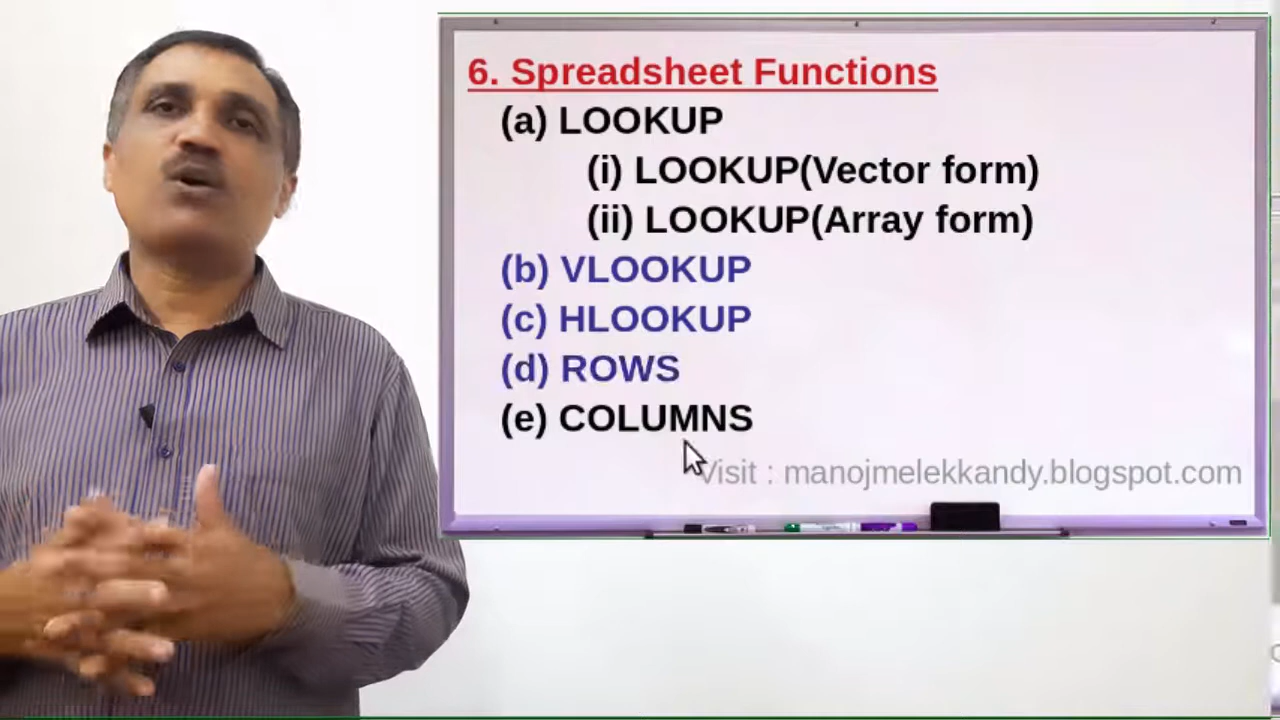 6. Spreadsheet Functions
(a) LOOKUP
(i) LOOKUP(Vector form)
(ii) LOOKUP(Array form)
(b) VLOOKUP
(c) HLOOKUP
(d) ROWS
(e) COLUMNS
Visit : manojmelekkandy.blogspot.com